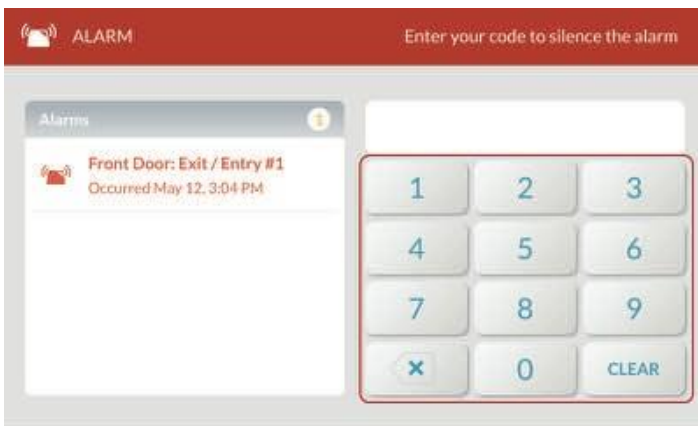 ALARM
Enter your code to silence the alarm
Alarms
1
Front Door: Exit / Entry #1
Occurred May 12, 3:04 PM
1 2 3
4 5 6
7 8 9
0 CLEAR